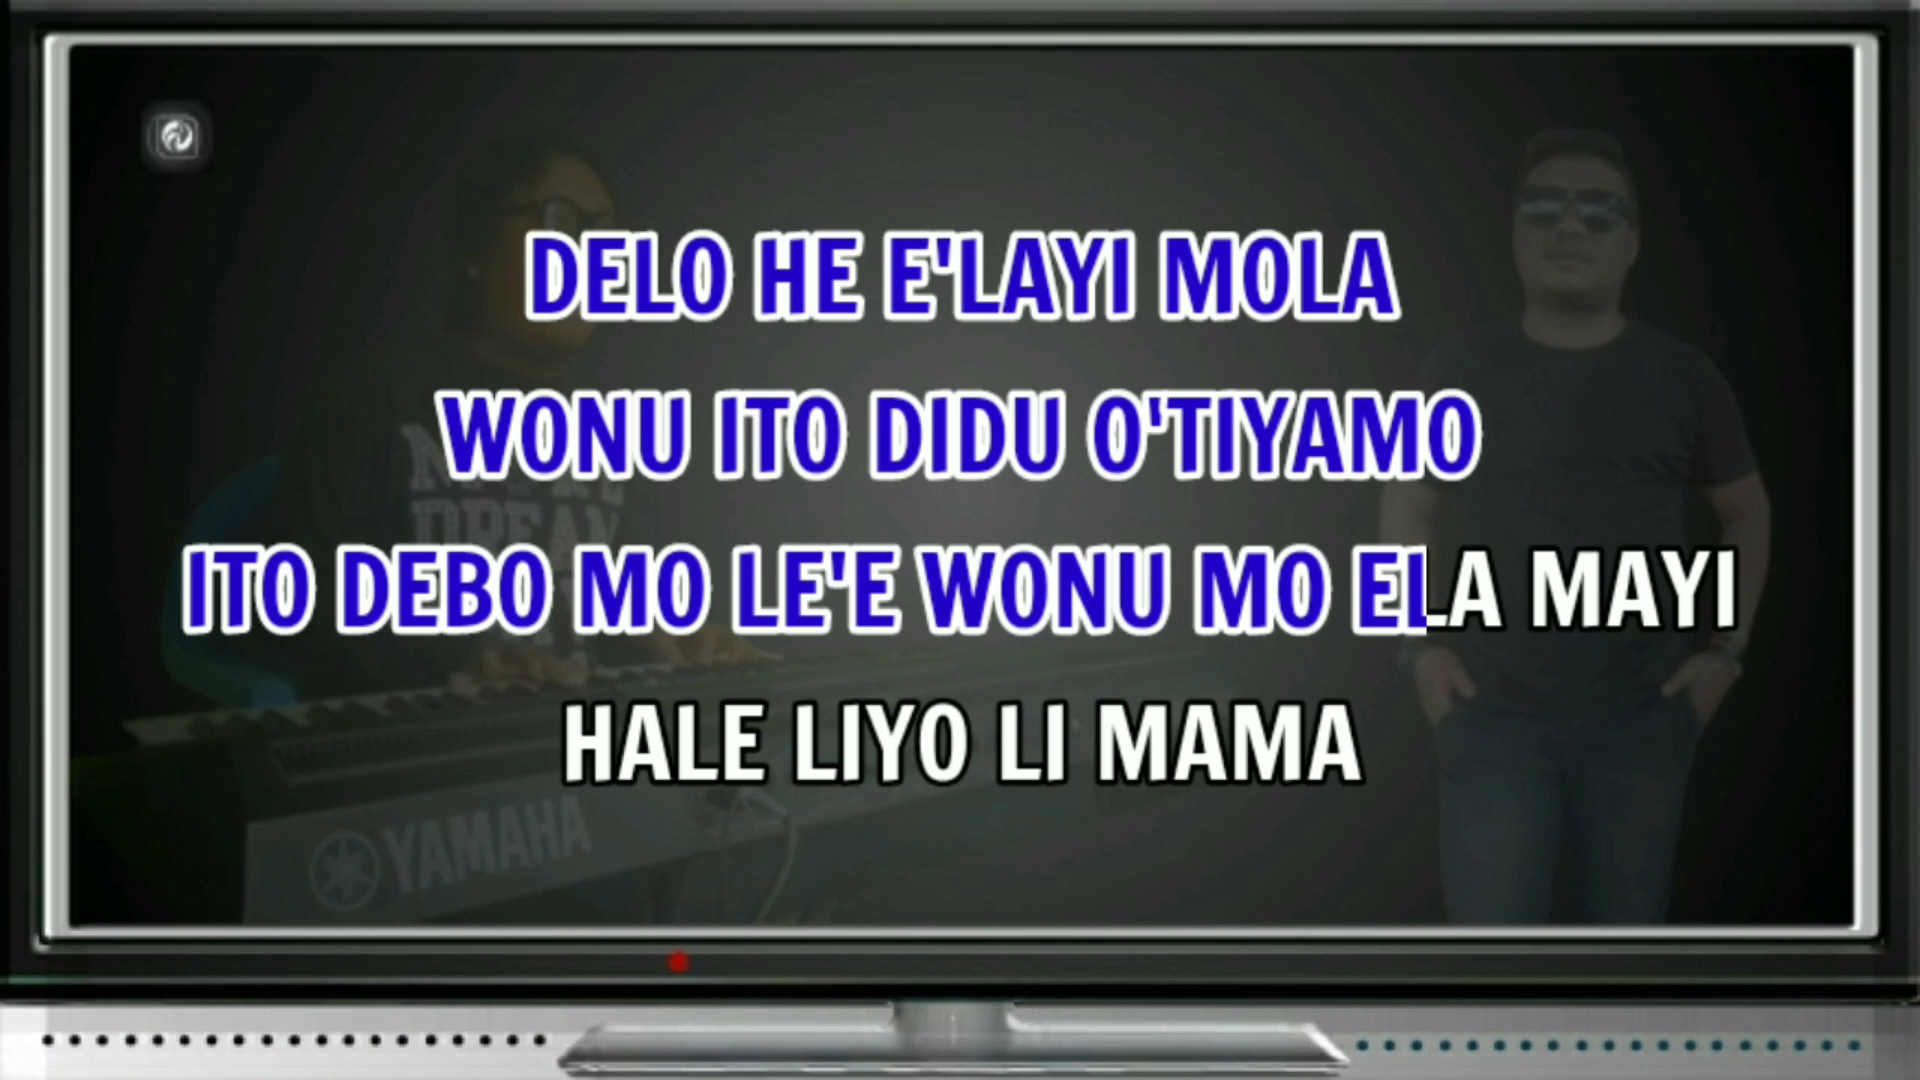 DELO HE E'LAYI MOLA
WONU ITO DIDU O'TIYAMO
ITO DEBO MO LE'E WONU MO ELA MAYI
HALE LIYO LI MAMA
YAMAHA